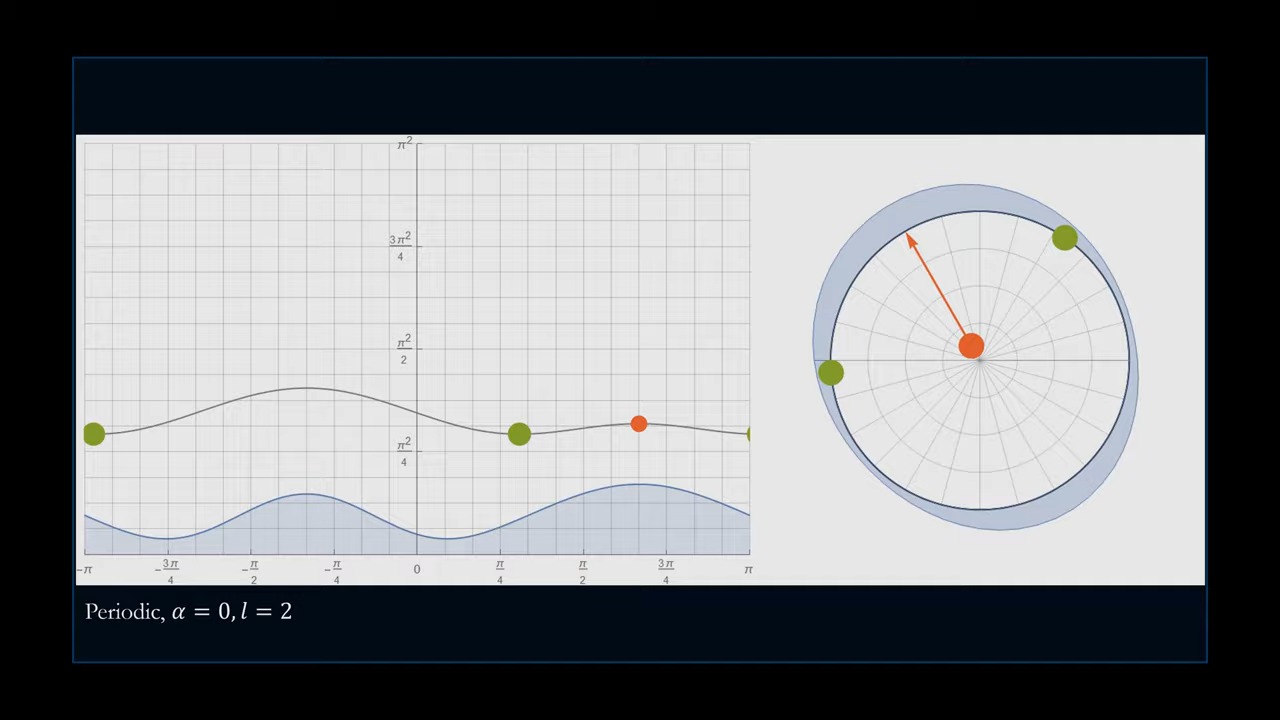 π²
3π²/4
π²/2
π²/4
-π -3π/4 -π/2 -π/4 0 π/4 π/2 3π/4 π
Periodic, α = 0, l = 2